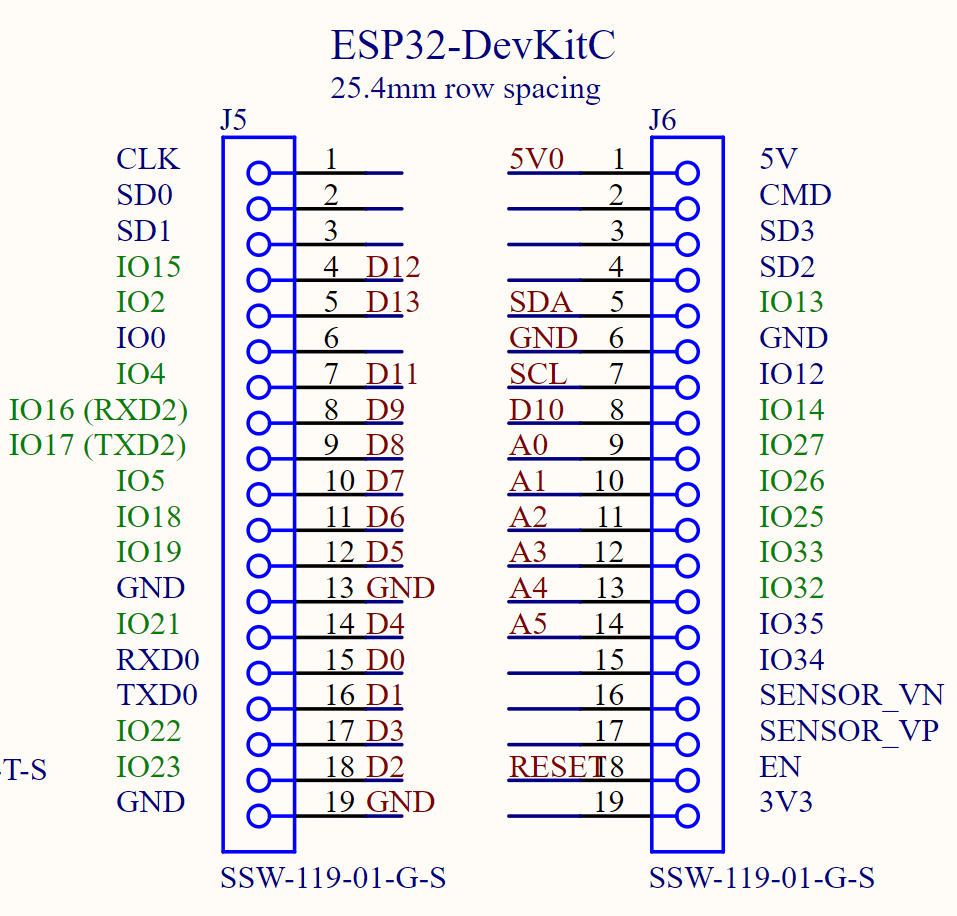 ESP32-DevKitC
25.4mm row spacing
J5 J6
CLK 1 5V0 1 5V
SD0 2 2 CMD
SD1 3 3 SD3
IO15 4 D12 4 SD2
IO2 5 D13 SDA 5 IO13
IO0 6 GND 6 GND
IO4 7 D11 SCL 7 IO12
IO16 (RXD2) 8 D9 D10 8 IO14
IO17 (TXD2) 9 D8 A0 9 IO27
IO5 10 D7 A1 10 IO26
IO18 11 D6 A2 11 IO25
IO19 12 D5 A3 12 IO33
GND 13 GND A4 13 IO32
IO21 14 D4 A5 14 IO35
RXD0 15 D0 15 IO34
TXD0 16 D1 16 SENSOR_VN
IO22 17 D3 17 SENSOR_VP
-T-S IO23 18 D2 RESET 18 EN
GND 19 GND 19 3V3
SSW-119-01-G-S SSW-119-01-G-S